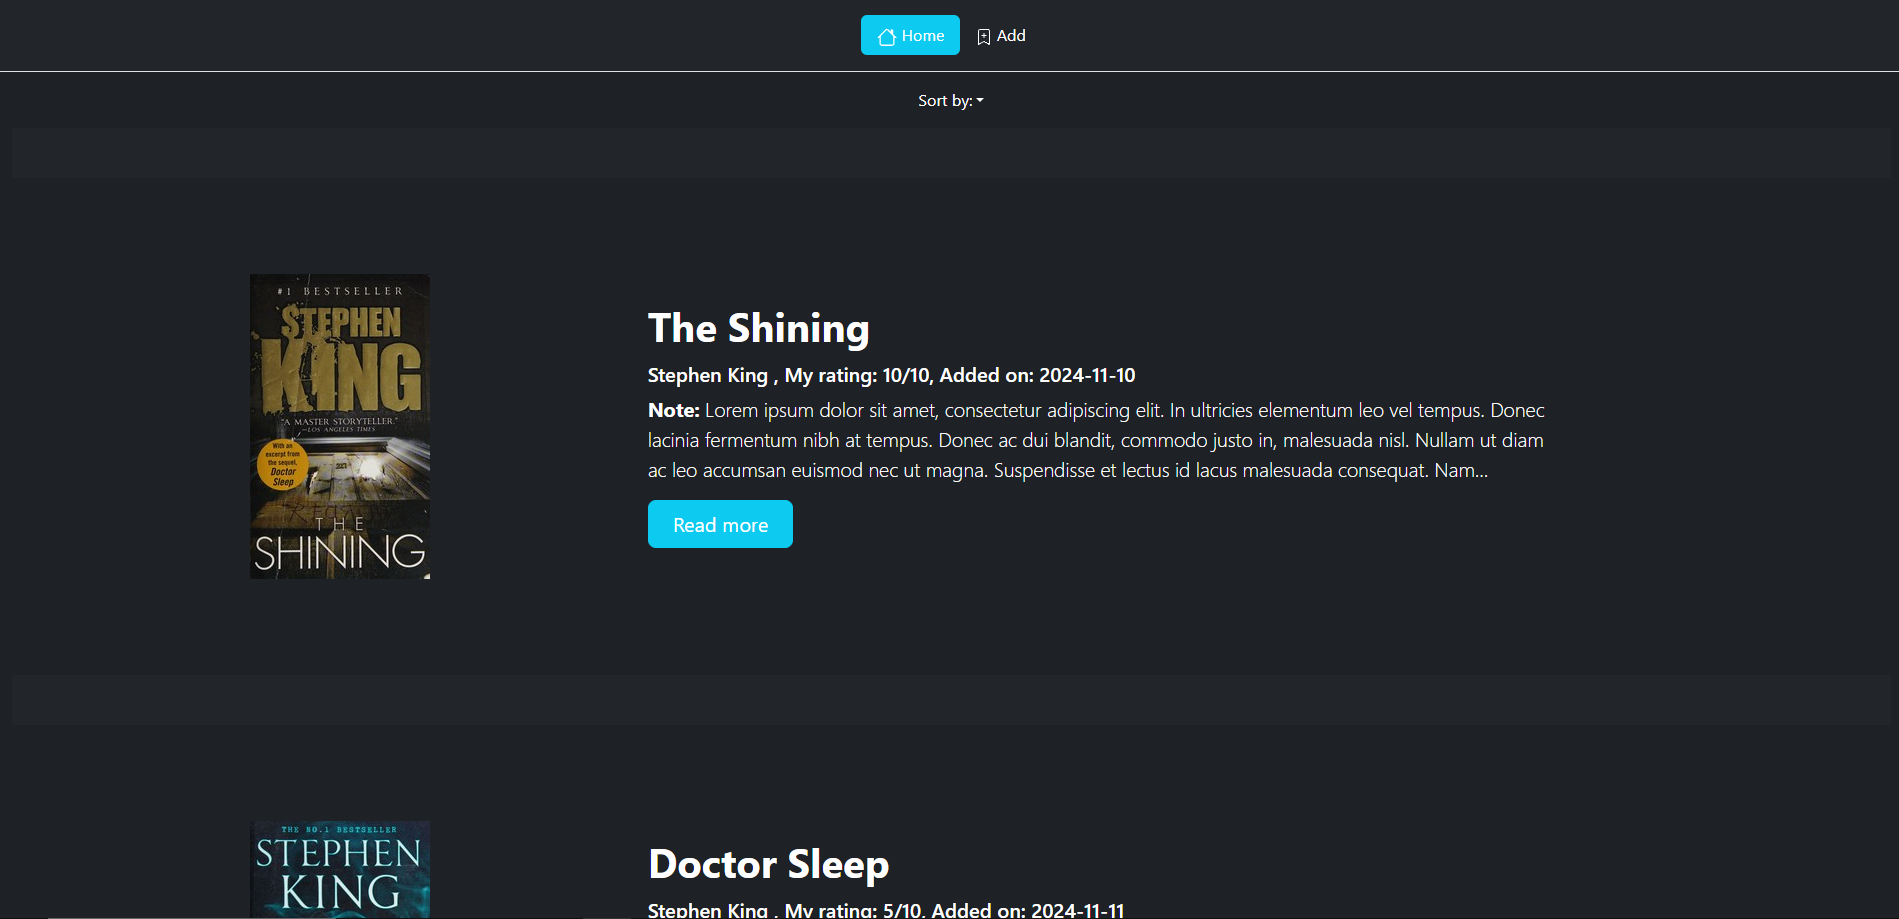 Home
Add
Sort by:
#1 BESTSELLER
STEPHEN
KING
"A MASTER STORYTELLER."
—LOS ANGELES TIMES
With an
excerpt from
the sequel,
Doctor
Sleep
THE
SHINING
The Shining
Stephen King , My rating: 10/10, Added on: 2024-11-10
Note: Lorem ipsum dolor sit amet, consectetur adipiscing elit. In ultricies elementum leo vel tempus. Donec
lacinia fermentum nibh at tempus. Donec ac dui blandit, commodo justo in, malesuada nisl. Nullam ut diam
ac leo accumsan euismod nec ut magna. Suspendisse et lectus id lacus malesuada consequat. Nam...
Read more
THE NO.1 BESTSELLER
STEPHEN
KING
Doctor Sleep
Stephen King , My rating: 5/10, Added on: 2024-11-11